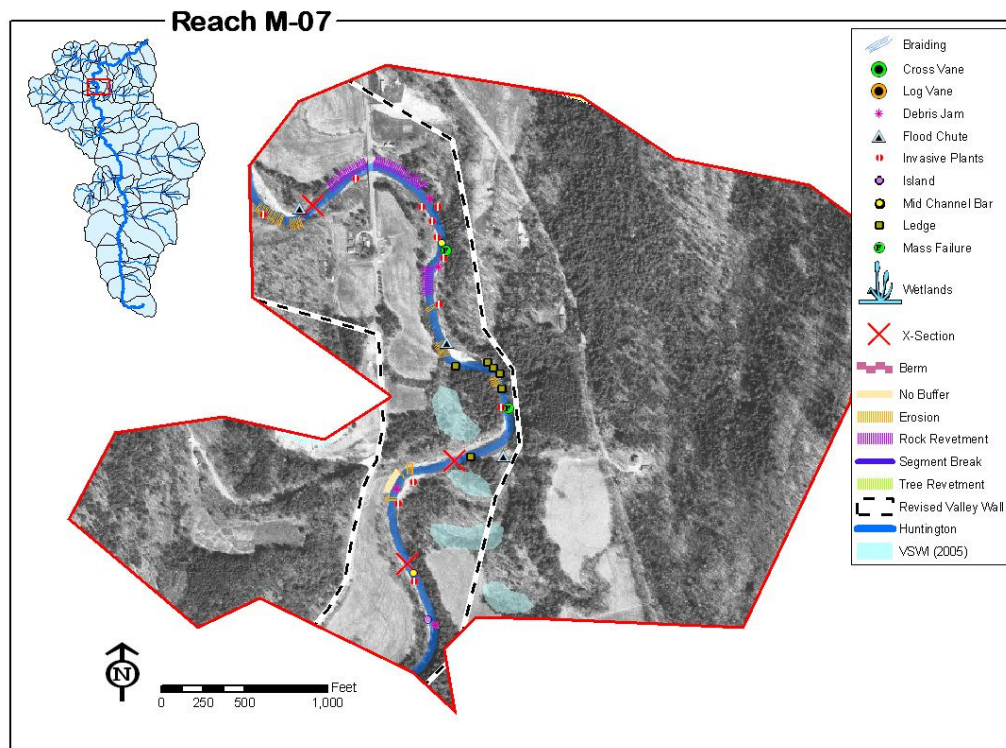 Reach M-07
Braiding
Cross Vane
Log Vane
Debris Jam
Flood Chute
Invasive Plants
Island
Mid Channel Bar
Ledge
F
Mass Failure
Wetlands
X-Section
Berm
No Buffer
Erosion
Rock Revetment
Segment Break
Tree Revetment
Revised Valley Wall
Huntington
VSWI (2005)
F
F
N
Feet
0 250 500 1,000